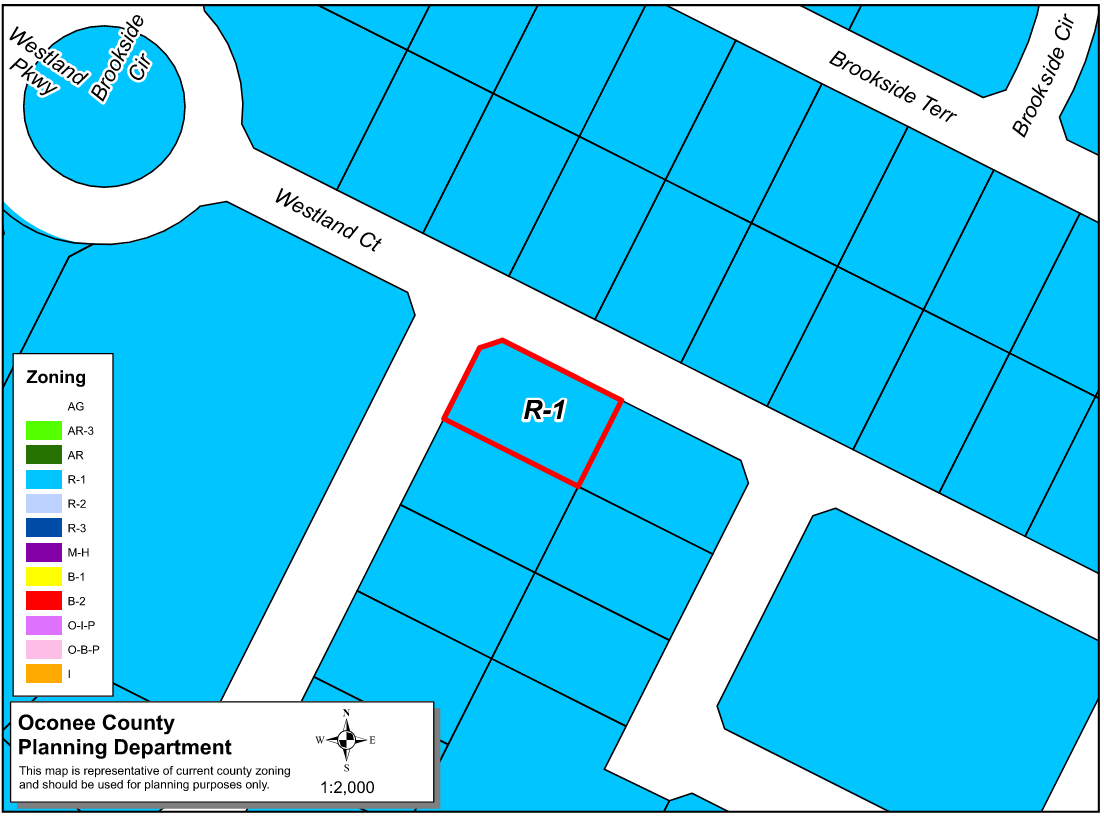 Westland
Pkwy
Brookside
Cir
Brookside Terr
Brookside Cir
Westland Ct
R-1
Zoning
AG
AR-3
AR
R-1
R-2
R-3
M-H
B-1
B-2
O-I-P
O-B-P
I
Oconee County
Planning Department
This map is representative of current county zoning
and should be used for planning purposes only.
N
W E
S
1:2,000